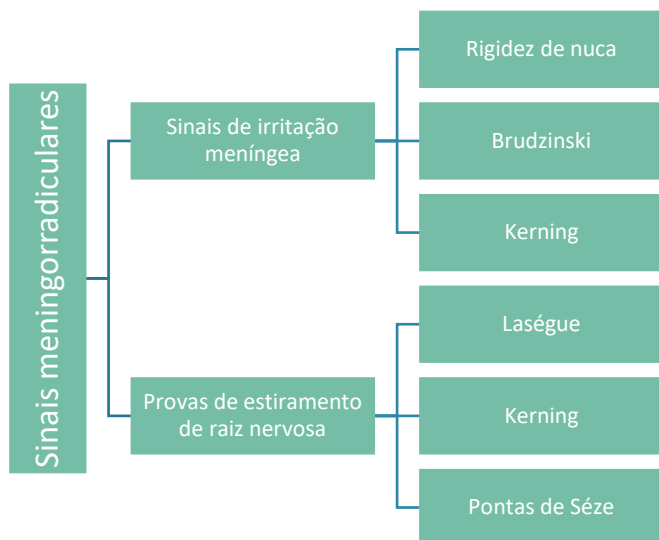 Sinais meningorradiculares
Sinais de irritação
meníngea
Rigidez de nuca
Brudzinski
Kerning
Provas de estiramento
de raiz nervosa
Laségue
Kerning
Pontas de Séze